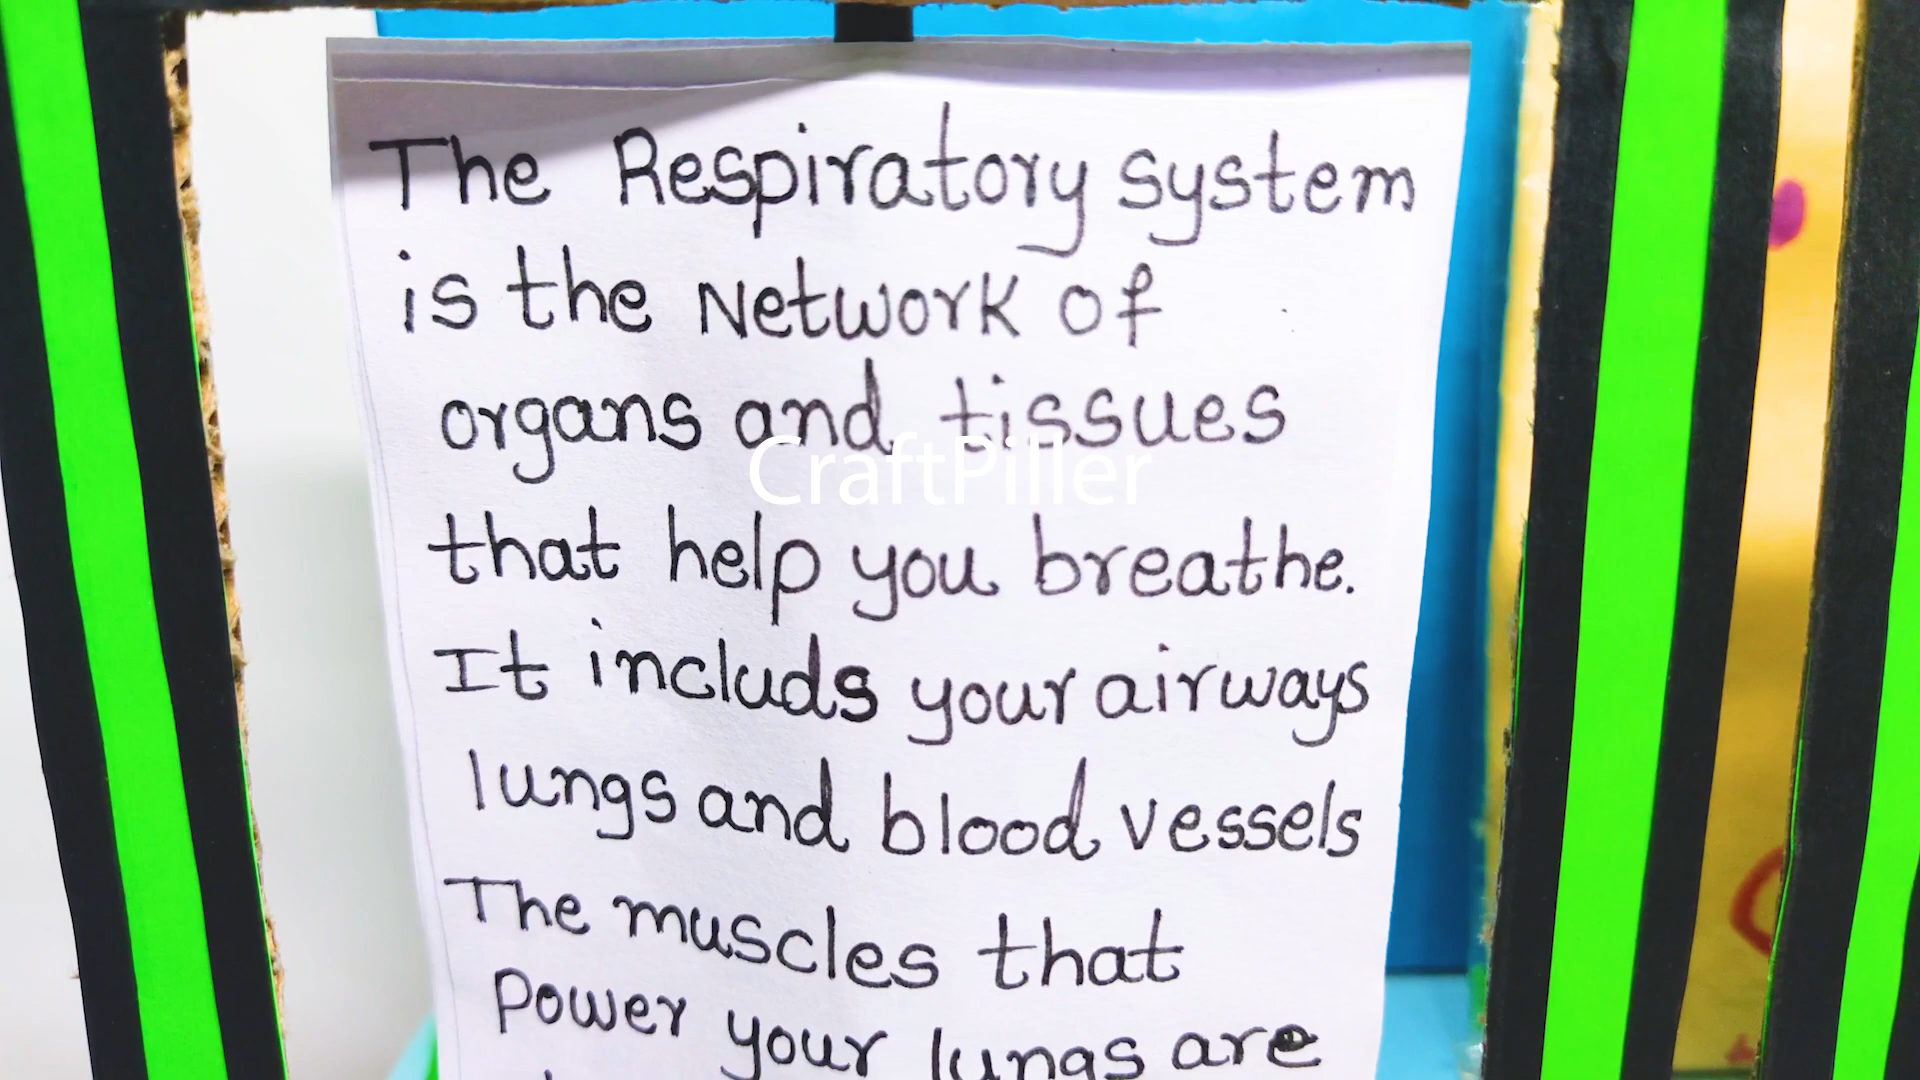 The Respiratory system
is the Network of
organs and tissues
CraftPiller
that help you breathe.
It includs your airways
lungs and blood vessels
The muscles that
Power your lungs are